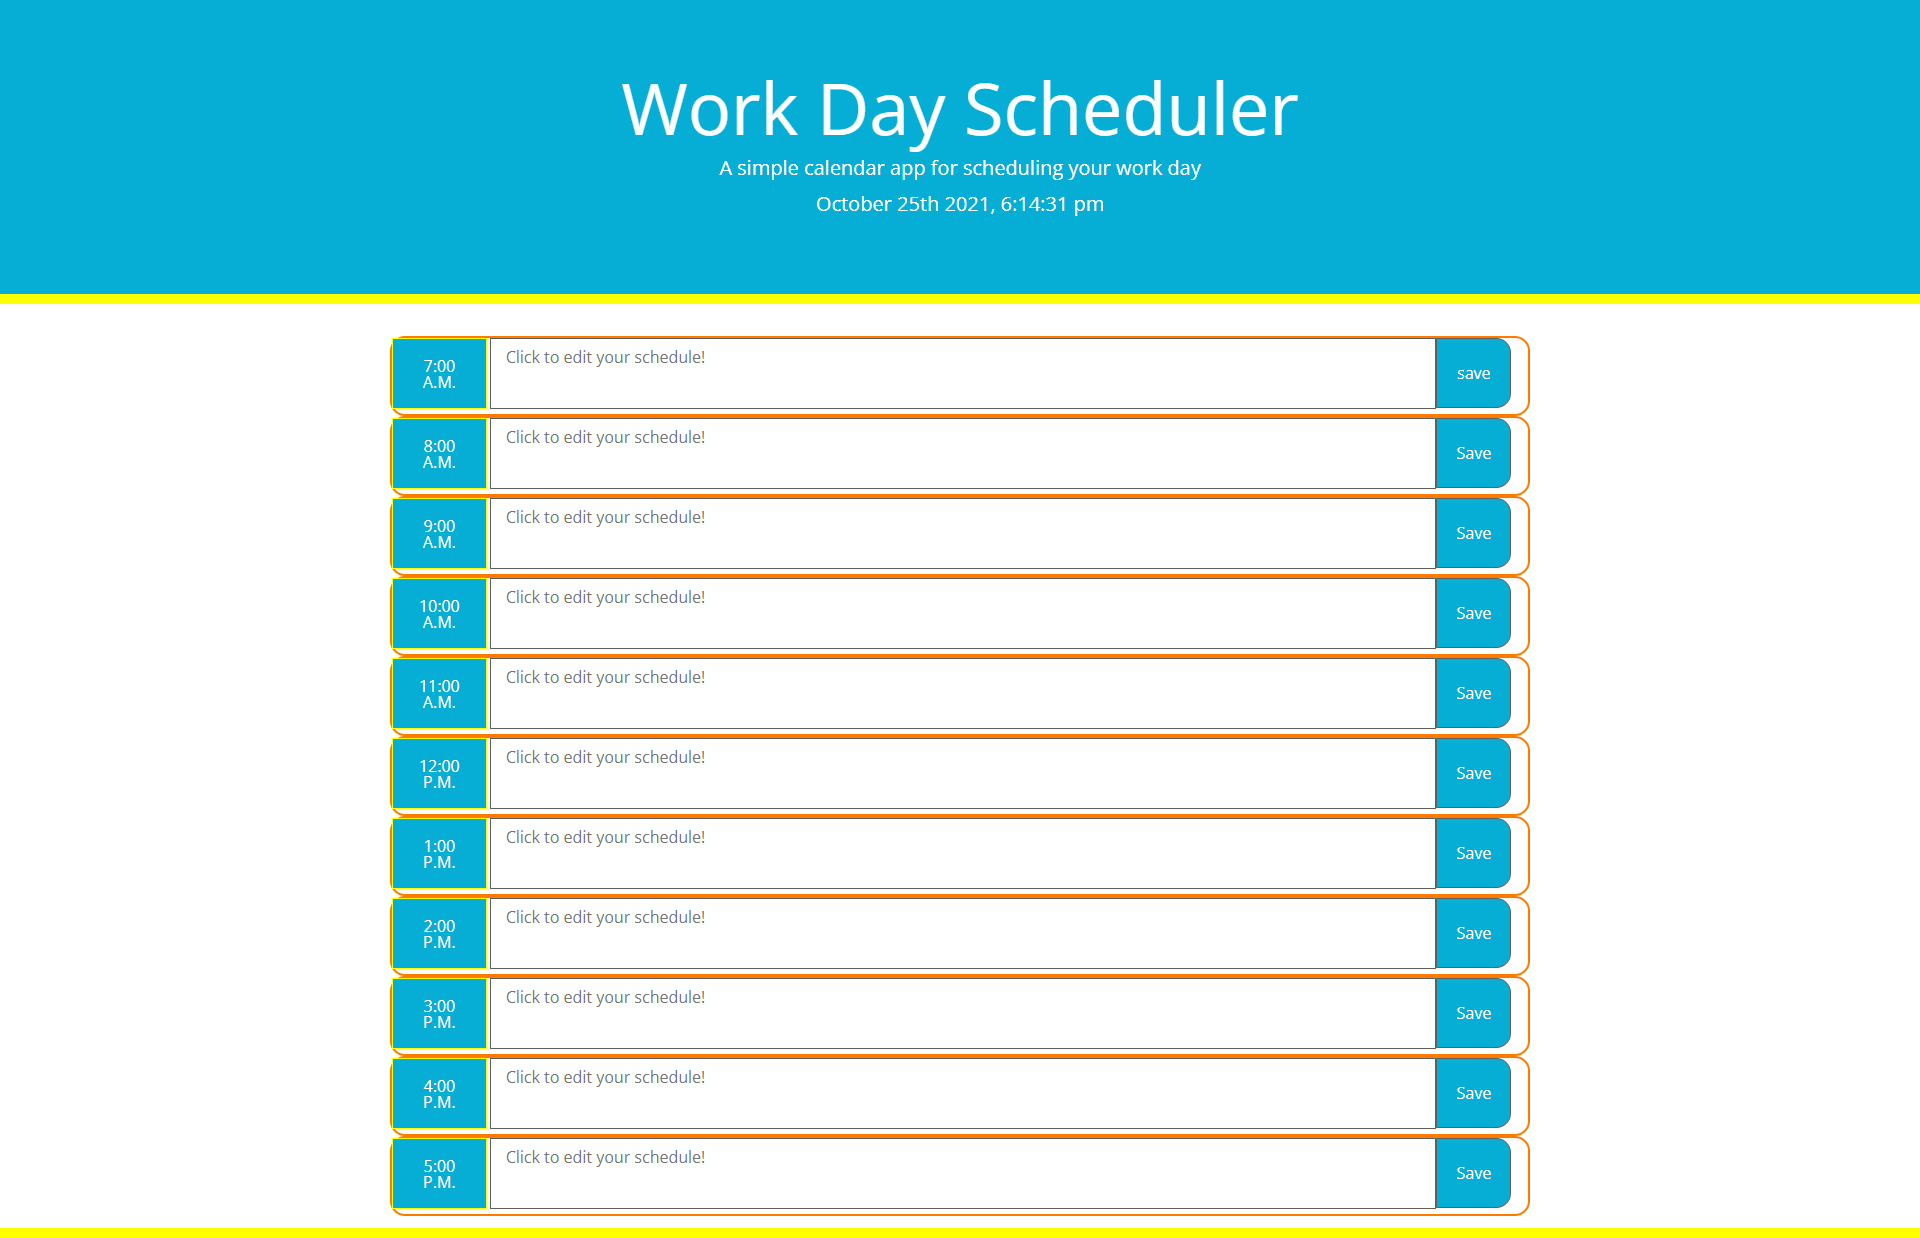 Work Day Scheduler
A simple calendar app for scheduling your work day
October 25th 2021, 6:14:31 pm
7:00
A.M.
Click to edit your schedule!
save
8:00
A.M.
Click to edit your schedule!
Save
9:00
A.M.
Click to edit your schedule!
Save
10:00
A.M.
Click to edit your schedule!
Save
11:00
A.M.
Click to edit your schedule!
Save
12:00
P.M.
Click to edit your schedule!
Save
1:00
P.M.
Click to edit your schedule!
Save
2:00
P.M.
Click to edit your schedule!
Save
3:00
P.M.
Click to edit your schedule!
Save
4:00
P.M.
Click to edit your schedule!
Save
5:00
P.M.
Click to edit your schedule!
Save